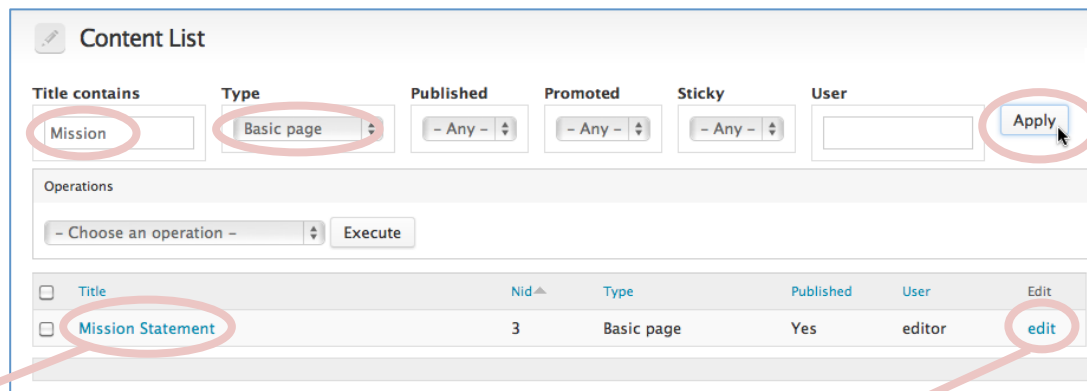 Content List
Title contains Type Published Promoted Sticky User
Mission Basic page – Any – – Any – – Any – Apply
Operations
– Choose an operation – Execute
Title Nid Type Published User Edit
Mission Statement 3 Basic page Yes editor edit